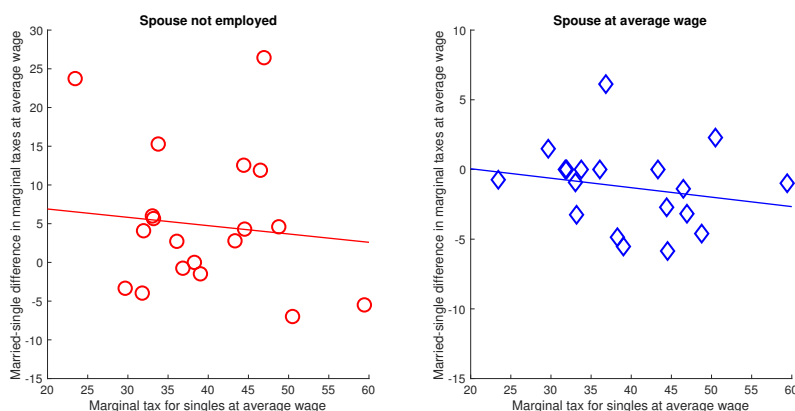 Spouse not employed
Married-single difference in marginal taxes at average wage
30
25
20
15
10
5
0
-5
-10
-15
20 25 30 35 40 45 50 55 60
Marginal tax for singles at average wage
Spouse at average wage
Married-single difference in marginal taxes at average wage
10
5
0
-5
-10
-15
20 25 30 35 40 45 50 55 60
Marginal tax for singles at average wage